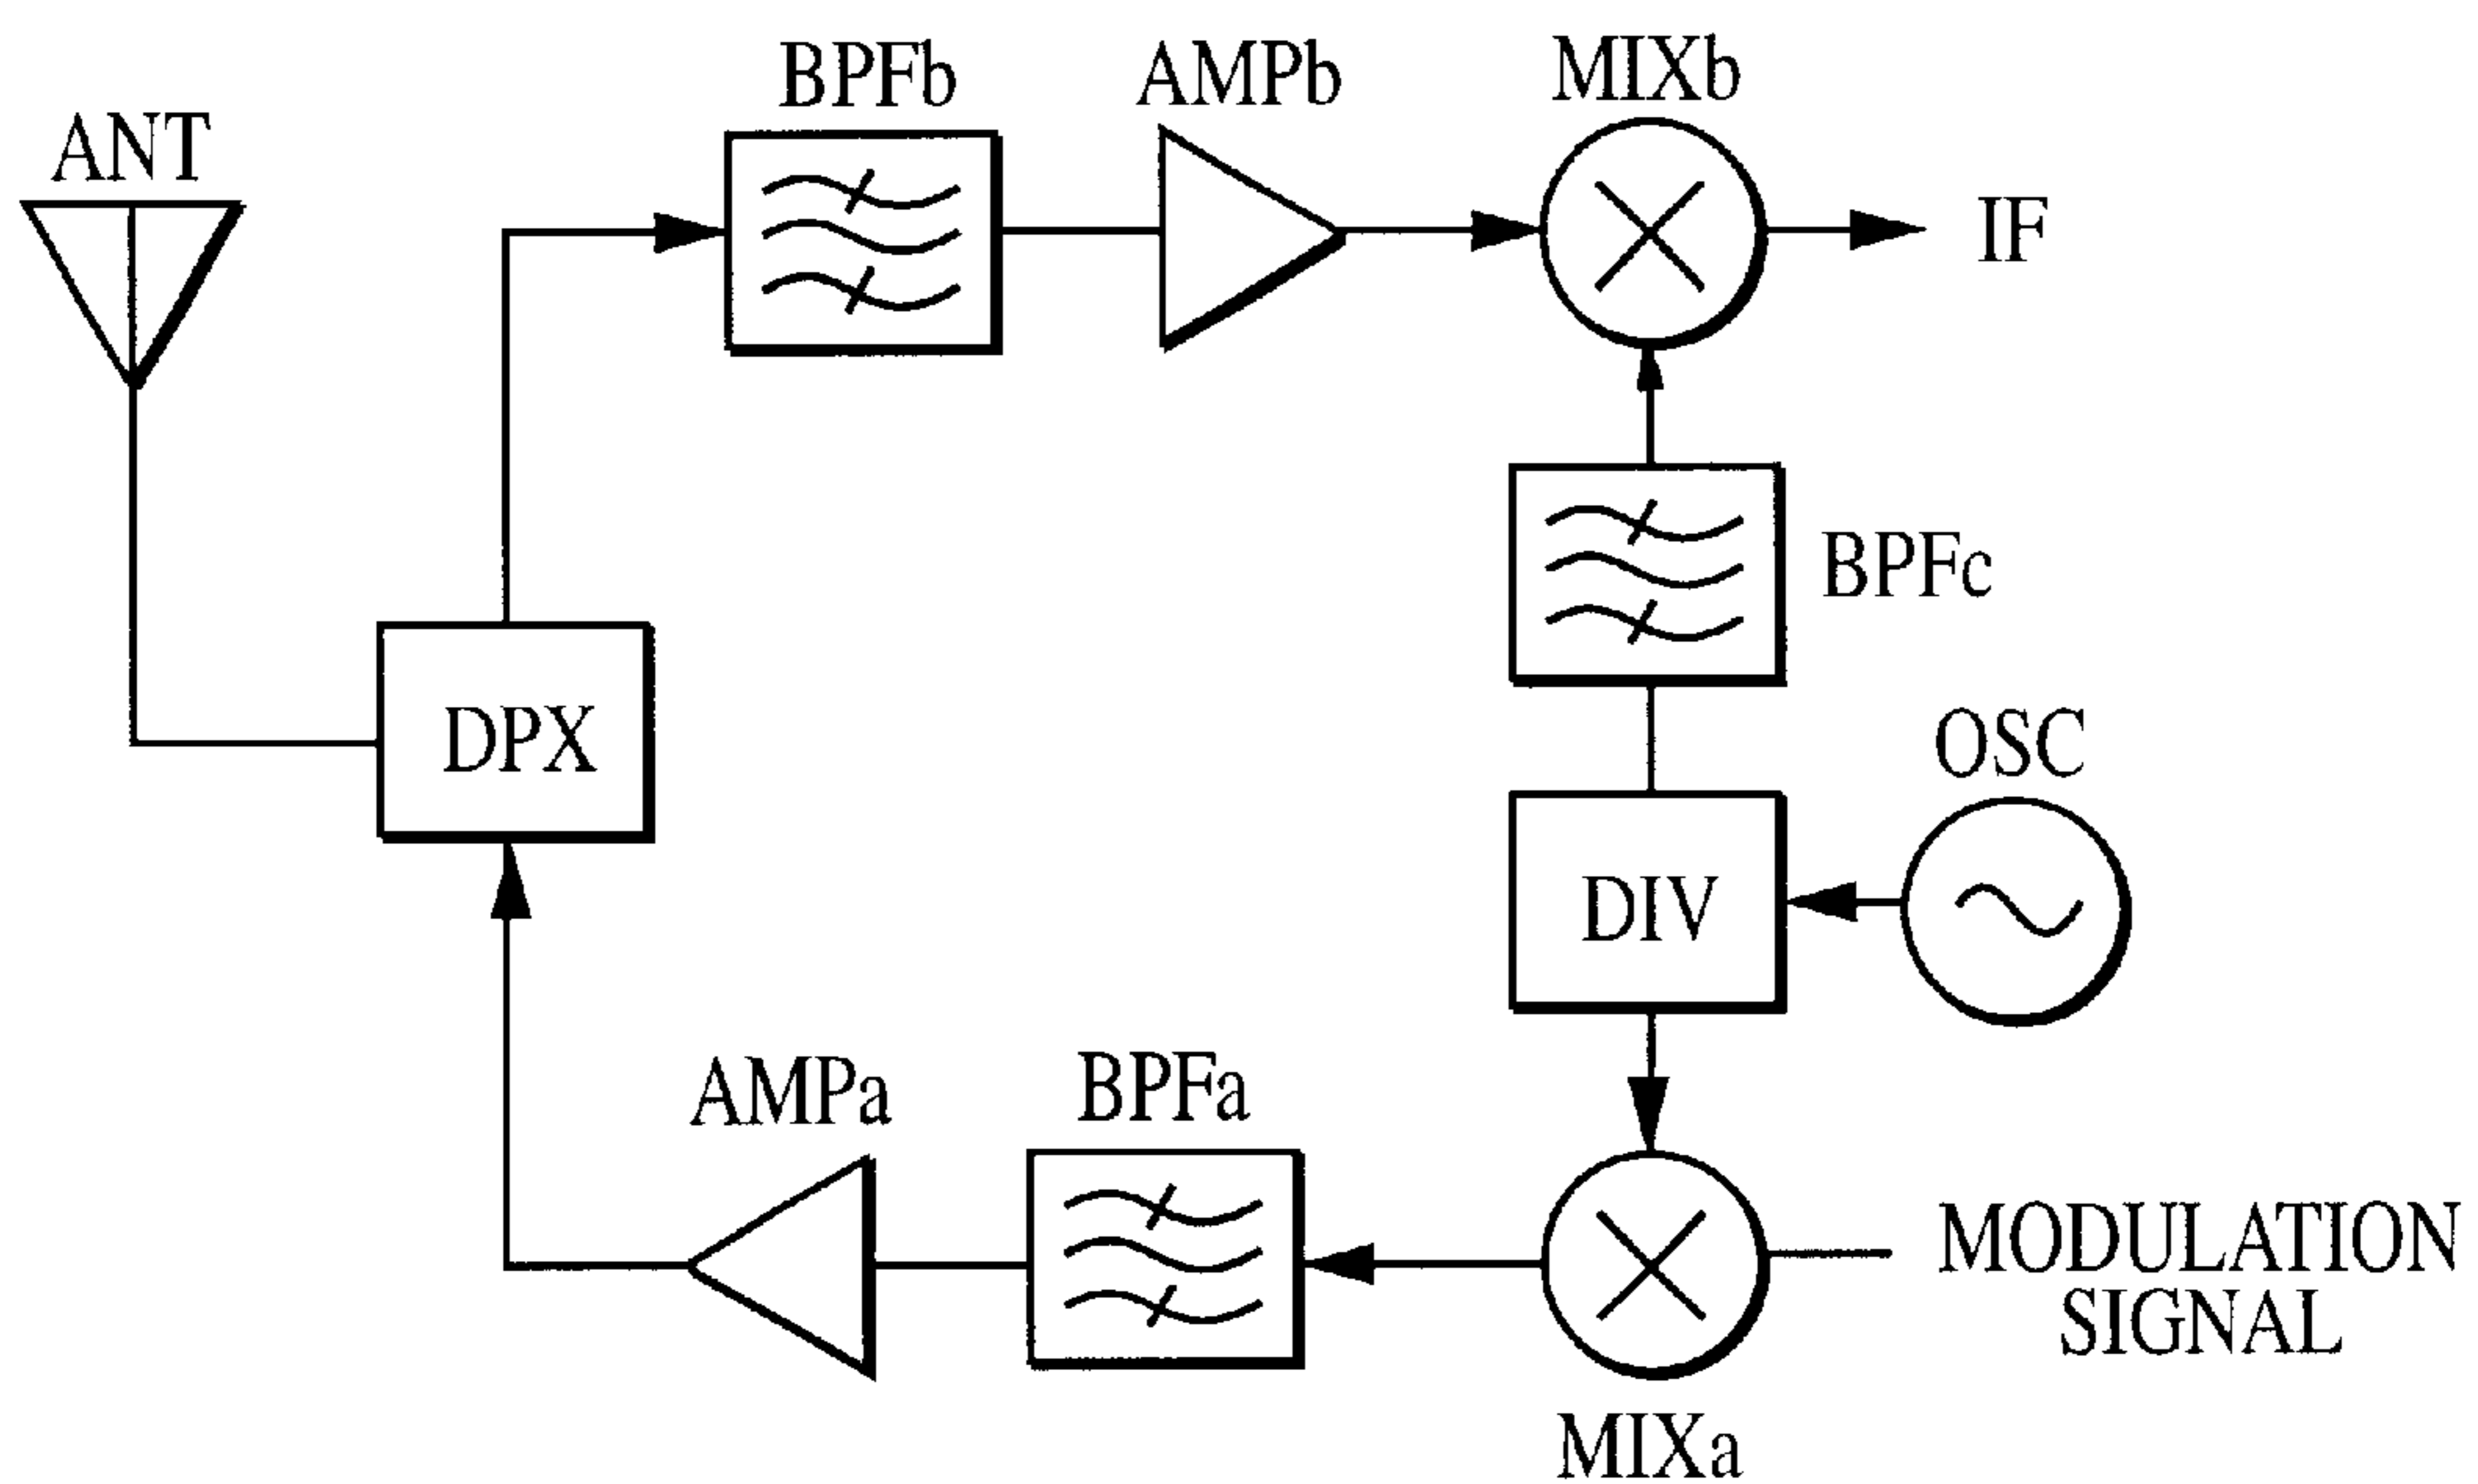 BPFb
AMPb
MIXb
ANT
IF
BPFc
DPX
OSC
DIV
AMPa
BPFa
MODULATION
SIGNAL
MIXa